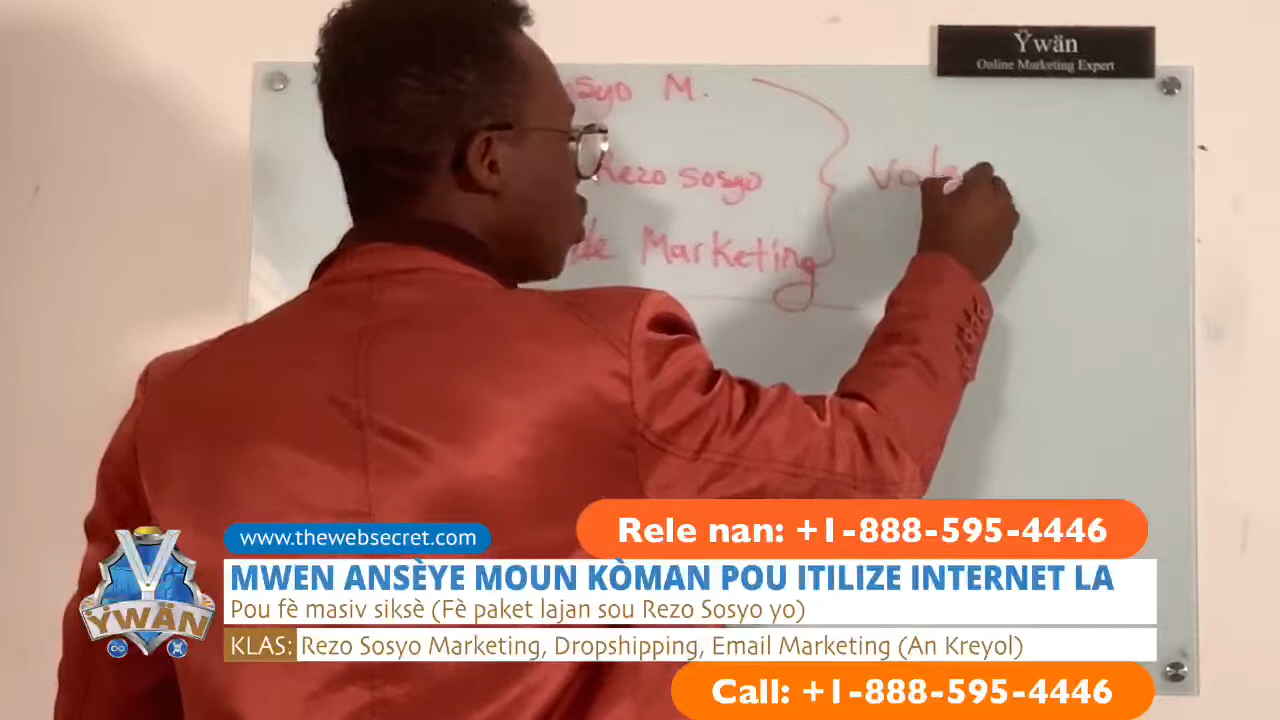 Ÿwän
Online Marketing Expert
syo M.
Rezo sosyo
Marketing
www.thewebsecret.com
Rele nan: +1-888-595-4446
MWEN ANSÈYE MOUN KÒMAN POU ITILIZE INTERNET LA
Pou fè masiv siksè (Fè paket lajan sou Rezo Sosyo yo)
ŸWÄN
KLAS: Rezo Sosyo Marketing, Dropshipping, Email Marketing (An Kreyol)
Call: +1-888-595-4446